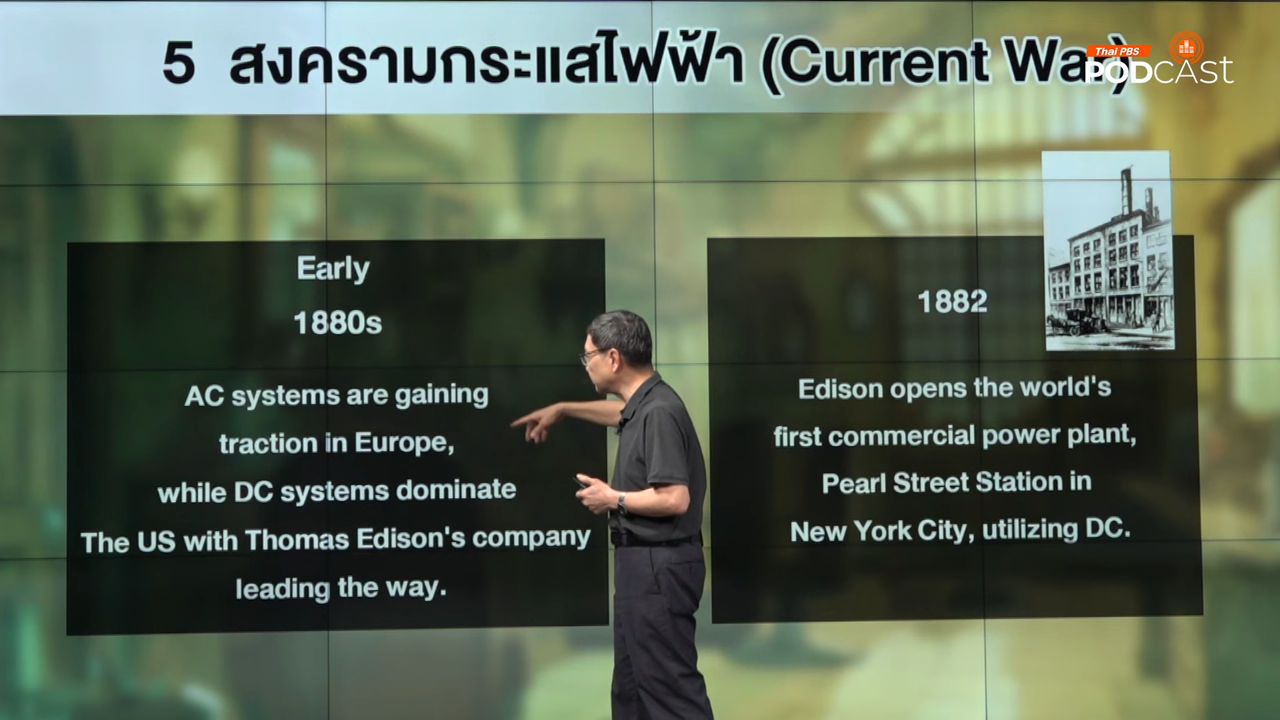 5 สงครามกระแสไฟฟ้า (Current War)
Thai PBS
PODCAST
Early
1880s
AC systems are gaining
traction in Europe,
while DC systems dominate
The US with Thomas Edison's company
leading the way.
1882
Edison opens the world's
first commercial power plant,
Pearl Street Station in
New York City, utilizing DC.